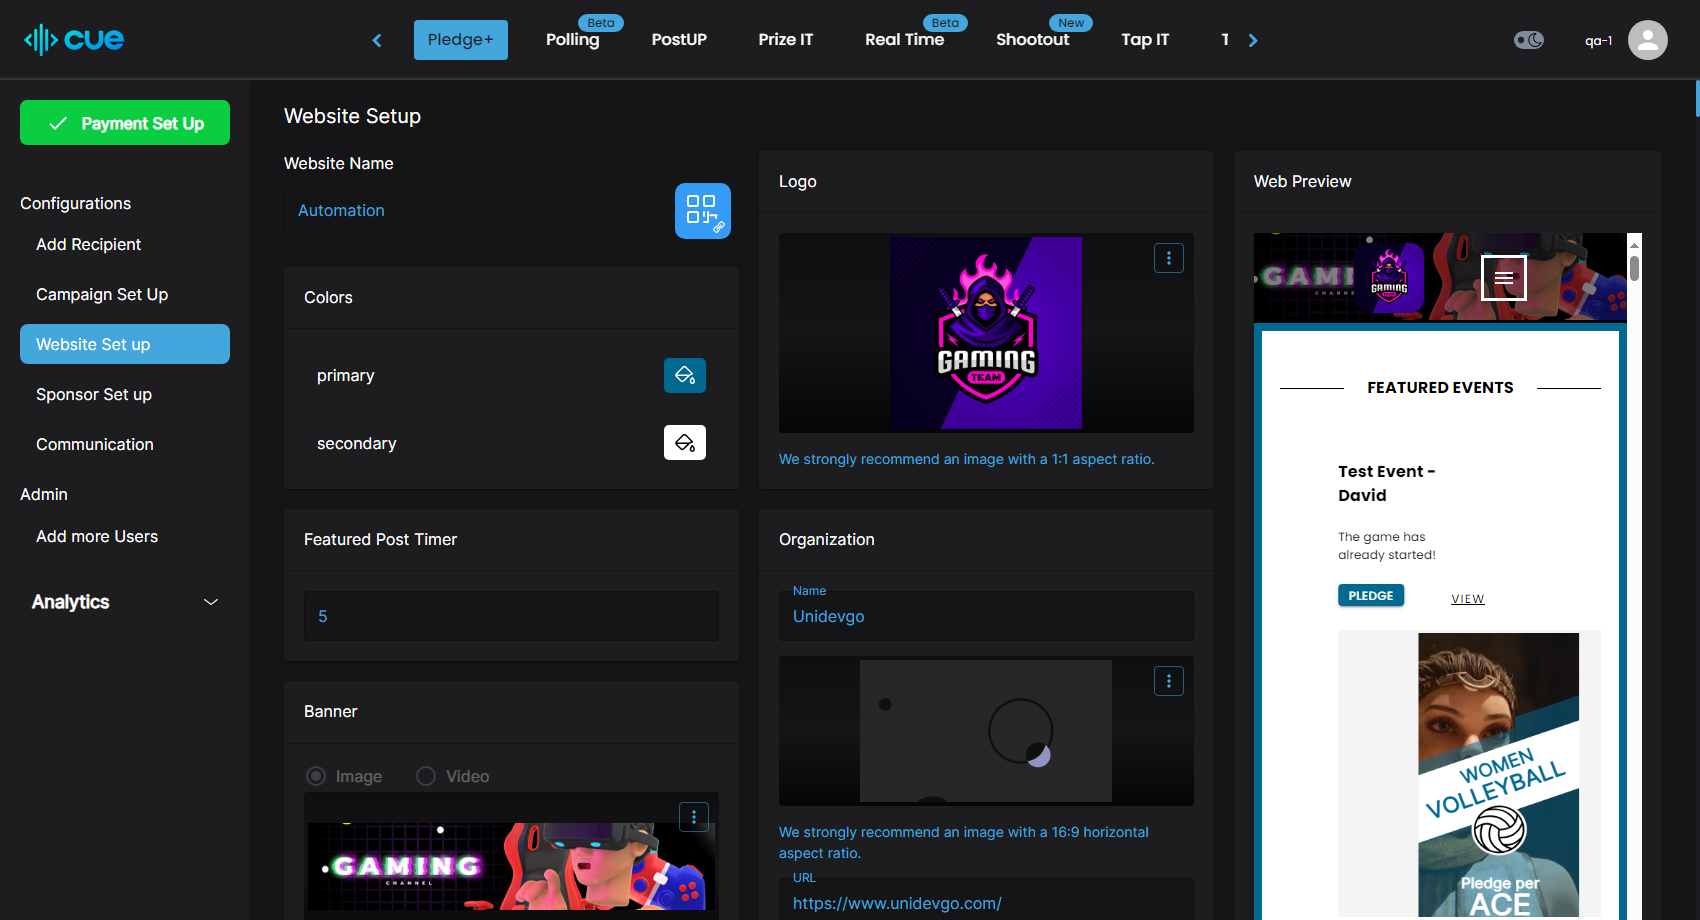 cue
Pledge+
Beta
Polling
PostUP
Prize IT
Beta
Real Time
New
Shootout
Tap IT
T
qa-1
Payment Set Up
Configurations
Add Recipient
Campaign Set Up
Website Set up
Sponsor Set up
Communication
Admin
Add more Users
Analytics
Website Setup
Website Name
Automation
Colors
primary
secondary
Featured Post Timer
5
Banner
Image
Video
GAMING
CHANNEL
Logo
GAMING
TEAM
We strongly recommend an image with a 1:1 aspect ratio.
Organization
Name
Unidevgo
We strongly recommend an image with a 16:9 horizontal
aspect ratio.
URL
https://www.unidevgo.com/
Web Preview
GAMI
CHANNE
GAMING
TEAM
FEATURED EVENTS
Test Event -
David
The game has
already started!
PLEDGE
VIEW
WOMEN
VOLLEYBALL
Pledge per
ACE